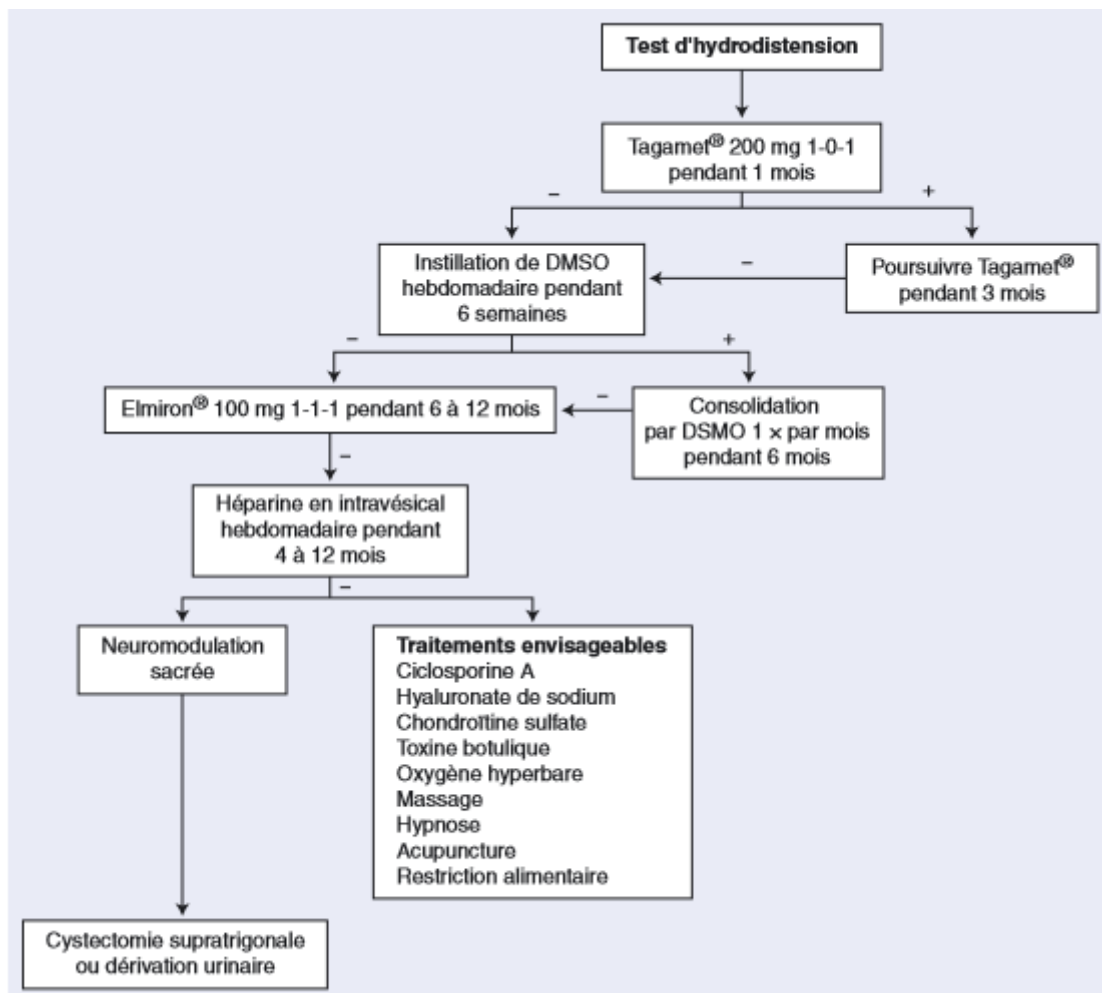 Test d'hydrodistension
Tagamet® 200 mg 1-0-1
pendant 1 mois
–
+
Instillation de DMSO
hebdomadaire pendant
6 semaines
–
Poursuivre Tagamet®
pendant 3 mois
–
+
Elmiron® 100 mg 1-1-1 pendant 6 à 12 mois
–
Consolidation
par DSMO 1 × par mois
pendant 6 mois
–
Héparine en intravésical
hebdomadaire pendant
4 à 12 mois
–
Neuromodulation
sacrée
Traitements envisageables
Ciclosporine A
Hyaluronate de sodium
Chondroïtine sulfate
Toxine botulique
Oxygène hyperbare
Massage
Hypnose
Acupuncture
Restriction alimentaire
Cystectomie supratrigonale
ou dérivation urinaire